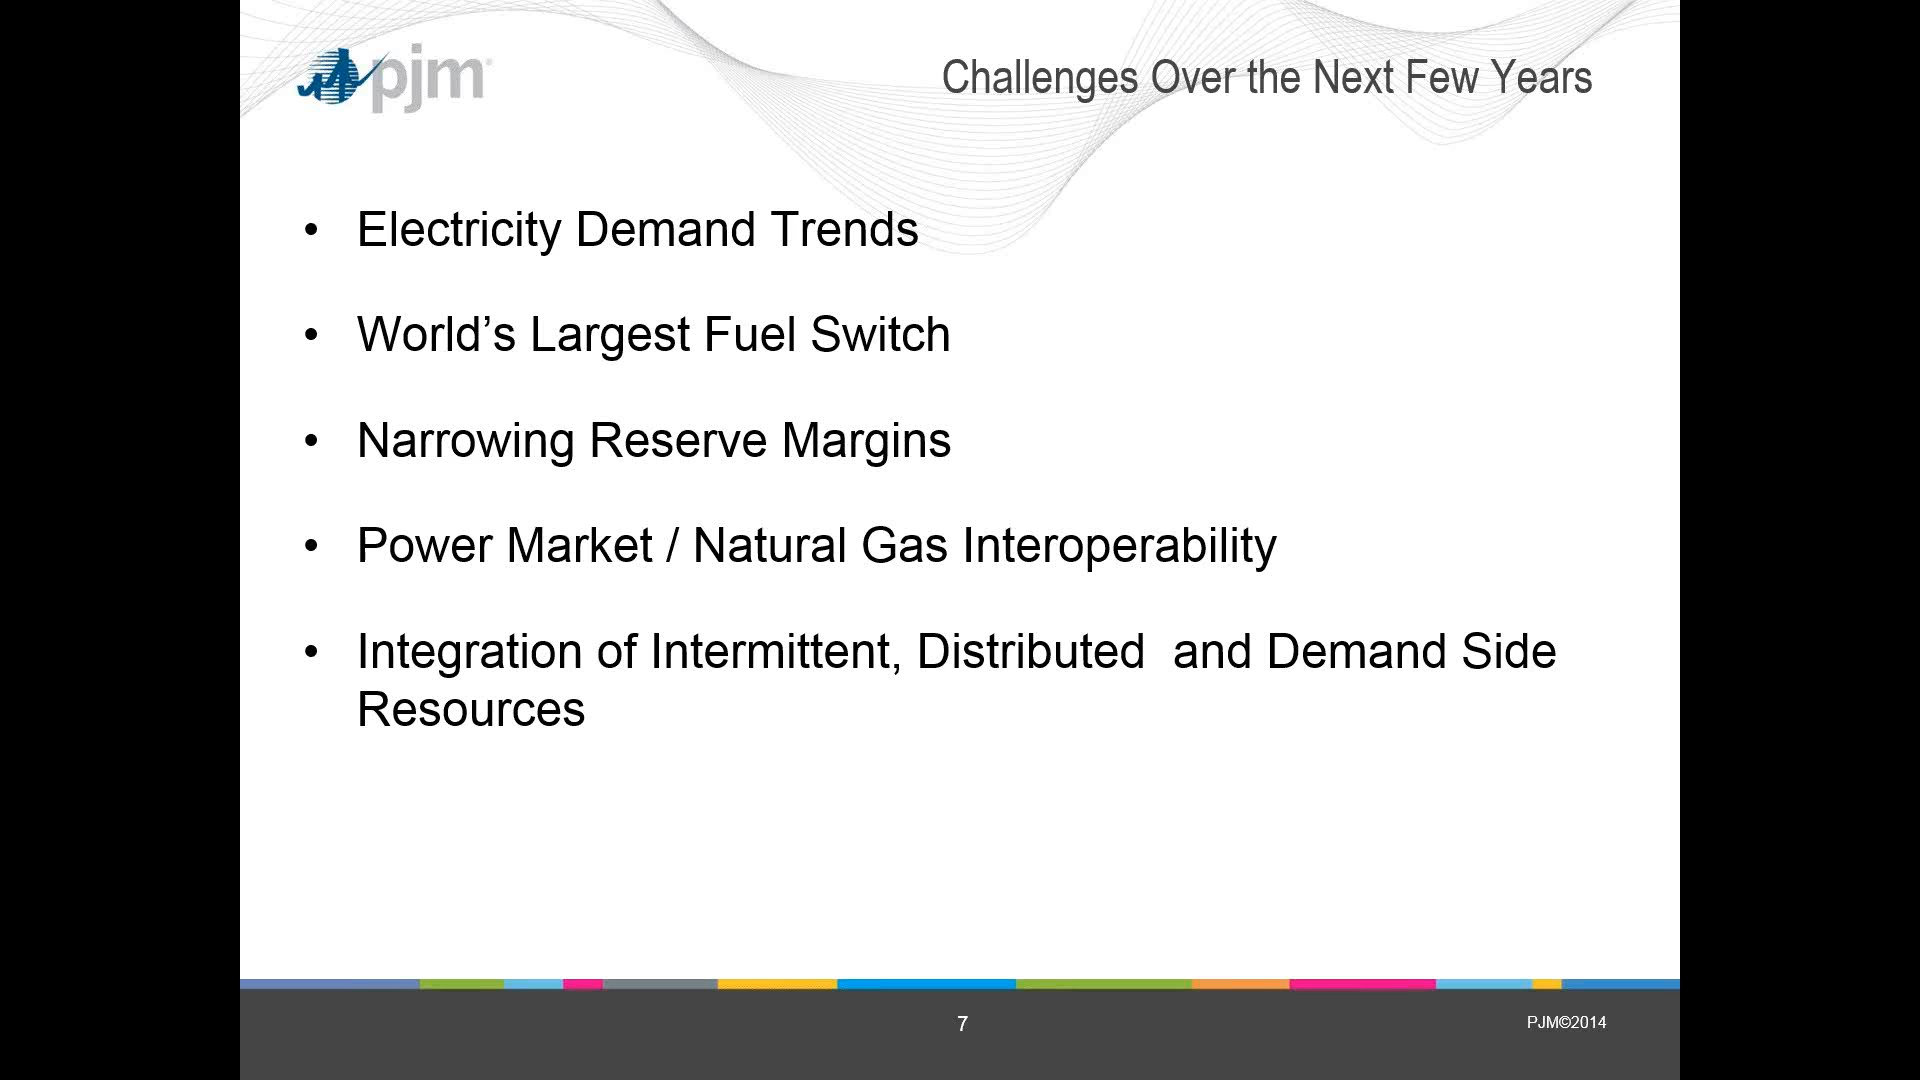 pjm
Challenges Over the Next Few Years
• Electricity Demand Trends
• World’s Largest Fuel Switch
• Narrowing Reserve Margins
• Power Market / Natural Gas Interoperability
• Integration of Intermittent, Distributed  and Demand Side
Resources
7
PJM©2014